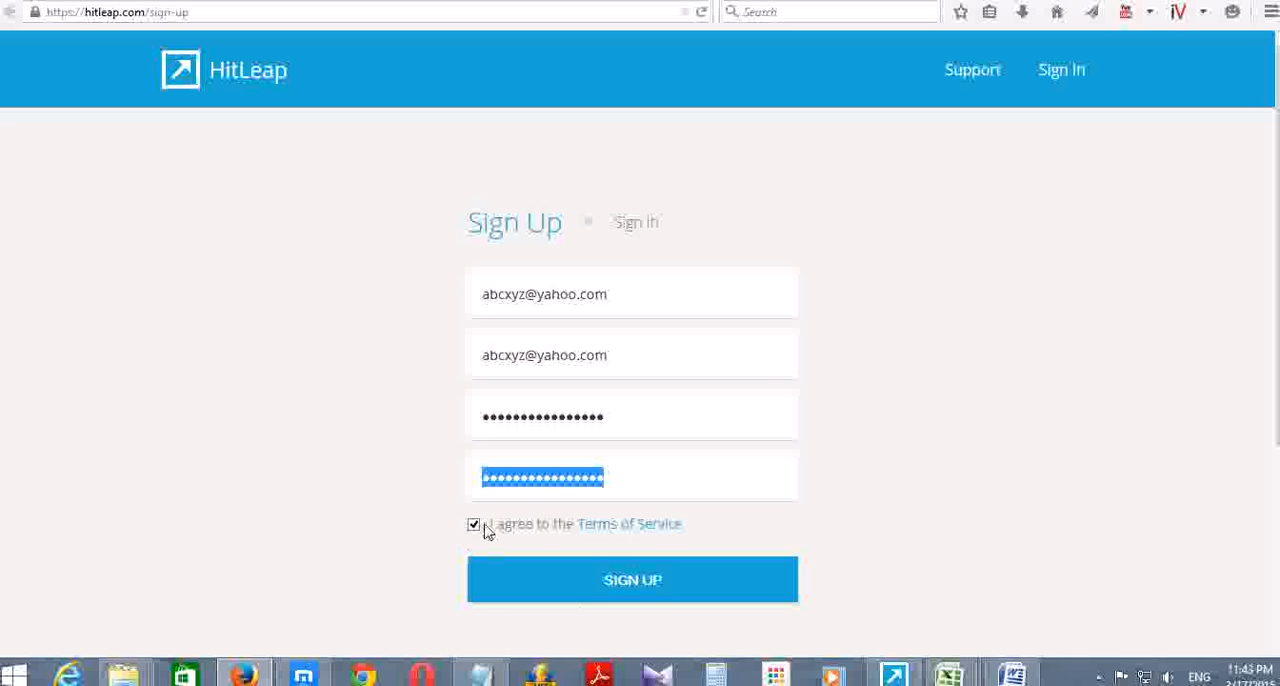 https://hitleap.com/sign-up
Search
HitLeap
Support
Sign In
Sign Up
Sign In
abcxyz@yahoo.com
abcxyz@yahoo.com
I agree to the Terms of Service
SIGN UP
ENG
11:43 PM